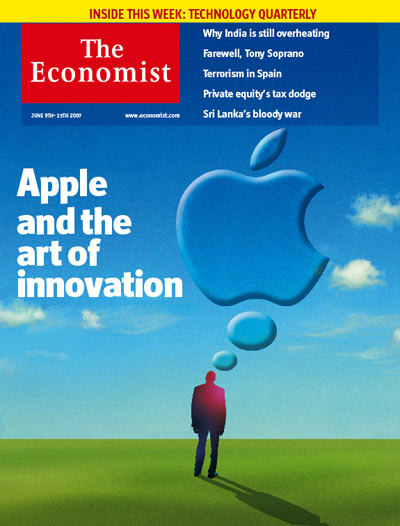 INSIDE THIS WEEK: TECHNOLOGY QUARTERLY
The
Economist
JUNE 9TH–15TH 2007
www.economist.com
Why India is still overheating
Farewell, Tony Soprano
Terrorism in Spain
Private equity's tax dodge
Sri Lanka's bloody war
Apple
and the
art of
innovation